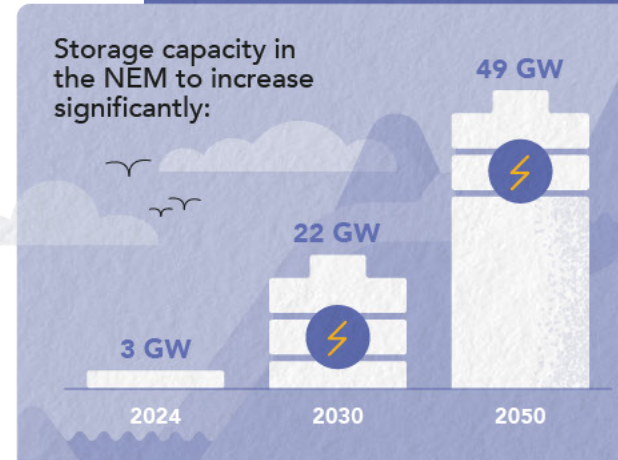 Storage capacity in
the NEM to increase
significantly:
49 GW
22 GW
3 GW
2024
2030
2050